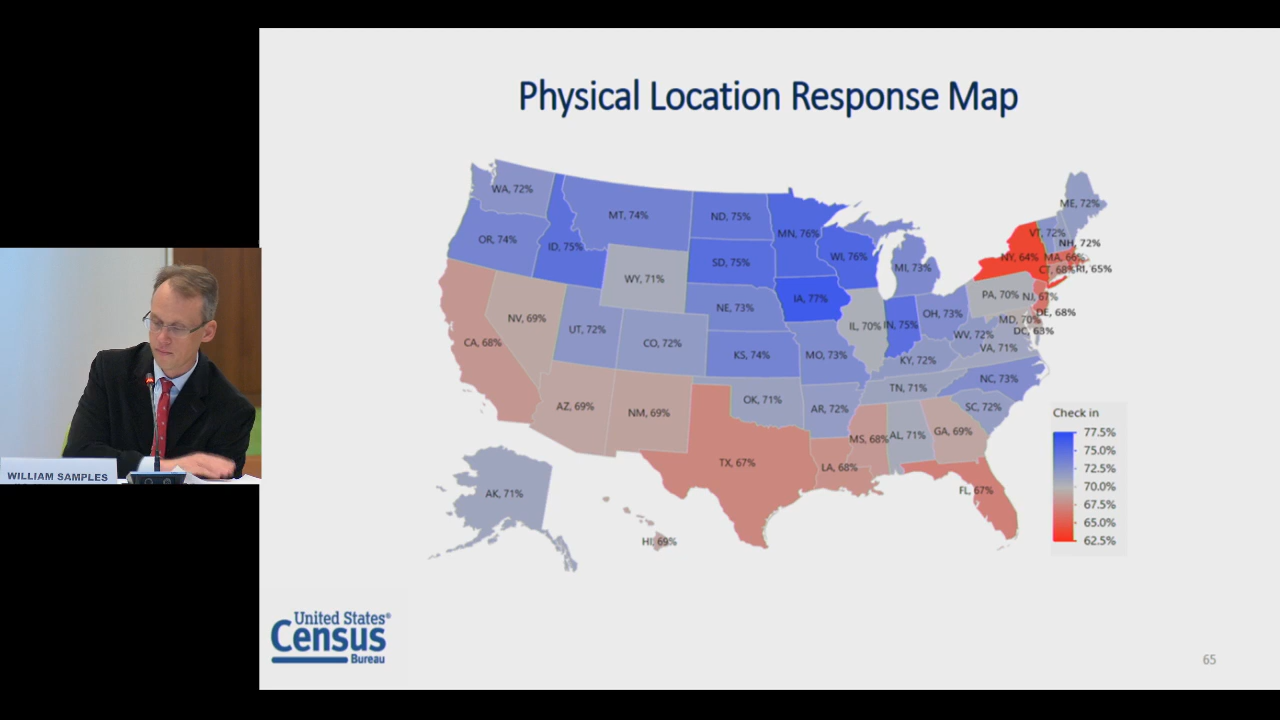 Physical Location Response Map
WA, 72%
MT, 74%
ND, 75%
MN, 76%
ME, 72%
VT, 72%
NH, 72%
OR, 74%
ID, 75%
SD, 75%
WI, 76%
MI, 73%
NY, 64%
MA, 66%
CT, 68%
RI, 65%
WY, 71%
NE, 73%
IA, 77%
PA, 70%
NJ, 67%
NV, 69%
UT, 72%
CO, 72%
IL, 70%
IN, 75%
OH, 73%
DE, 68%
MD, 70%
DC, 63%
CA, 68%
KS, 74%
MO, 73%
KY, 72%
WV, 72%
VA, 71%
AZ, 69%
NM, 69%
OK, 71%
AR, 72%
TN, 71%
NC, 73%
SC, 72%
TX, 67%
LA, 68%
MS, 68%
AL, 71%
GA, 69%
FL, 67%
AK, 71%
HI, 69%
Check in
77.5%
75.0%
72.5%
70.0%
67.5%
65.0%
62.5%
WILLIAM SAMPLES
United States®
Census
Bureau
65